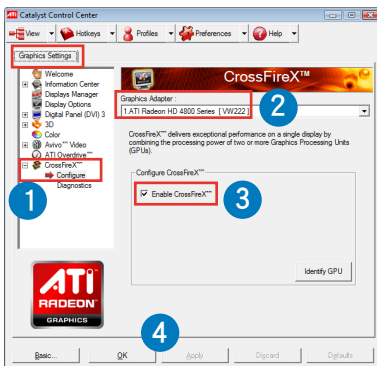 Catalyst Control Center
View Hotkeys Profiles Preferences Help
Graphics Settings
Welcome
Information Center
Displays Manager
Display Options
Digital Panel (DVI) 3
3D
Color
Avivo™ Video
ATI Overdrive™
CrossFireX™
Configure
Diagnostics
1
CrossFireX™
Graphics Adapter :
1.ATI Radeon HD 4800 Series [ VW222 ]
2
CrossFireX™ delivers exceptional performance on a single display by
combining the processing power of two or more Graphics Processing Units
(GPUs).
Configure CrossFireX™
Enable CrossFireX™
3
Identify GPU
ATI
RADEON
GRAPHICS
4
Basic... OK Apply Discard Defaults